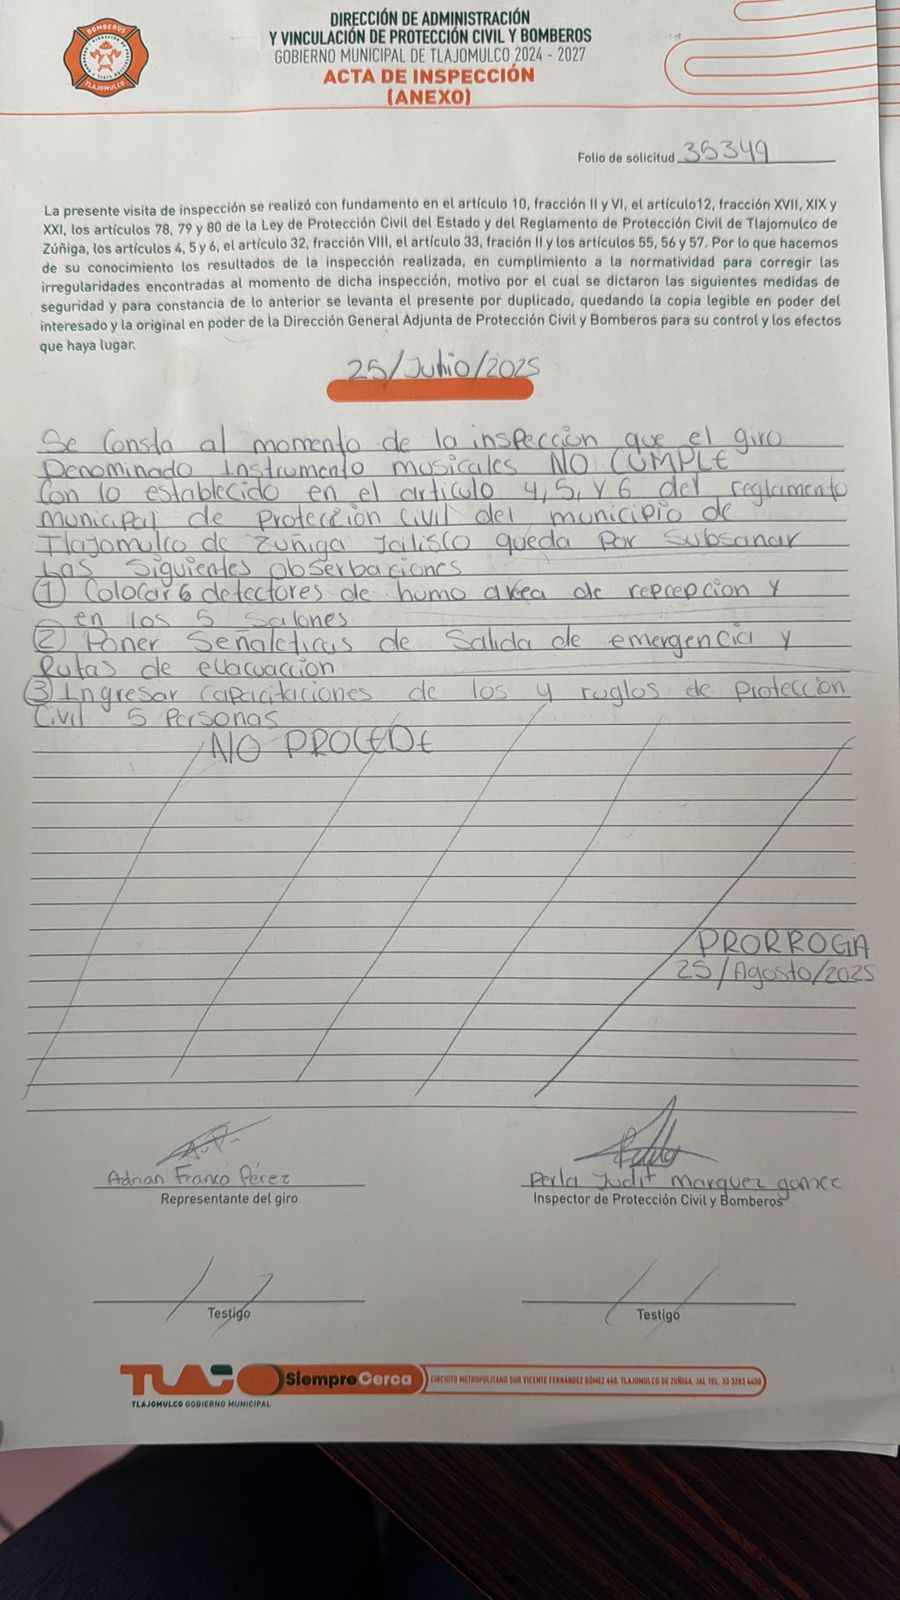 BOMBEROS
TLAJOMULCO
DIRECCIÓN DE ADMINISTRACIÓN
Y VINCULACIÓN DE PROTECCIÓN CIVIL Y BOMBEROS
GOBIERNO MUNICIPAL DE TLAJOMULCO 2024 - 2027
ACTA DE INSPECCIÓN
(ANEXO)
Folio de solicitud 35349
La presente visita de inspección se realizó con fundamento en el artículo 10, fracción II y VI, el artículo12, fracción XVII, XIX y
XXI, los artículos 78, 79 y 80 de la Ley de Protección Civil del Estado y del Reglamento de Protección Civil de Tlajomulco de
Zúñiga, los artículos 4, 5 y 6, el artículo 32, fracción VIII, el artículo 33, fración II y los artículos 55, 56 y 57. Por lo que hacemos
de su conocimiento los resultados de la inspección realizada, en cumplimiento a la normatividad para corregir las
irregularidades encontradas al momento de dicha inspección, motivo por el cual se dictaron las siguientes medidas de
seguridad y para constancia de lo anterior se levanta el presente por duplicado, quedando la copia legible en poder del
interesado y la original en poder de la Dirección General Adjunta de Protección Civil y Bomberos para su control y los efectos
que haya lugar.
25/Julio/2025
Se Consta al momento de la inspección que el giro
Denominado Instrumento musicales NO CUMPLE
Con lo establecido en el articulo 4, 5, Y 6 del reglamento
Municipal de Protección Civil del municipio de
Tlajomulco de Zuñiga Jalisco queda Por Subsanar
Las Siguientes Obserbaciones
① Colocar 6 detectores de humo area de repcepcion y
en los 5 Salones
② Poner Señaleticas de Salida de emergencia y
Rutas de evacuacción
③ Ingresar Capacitaciones de los 4 ruglos de Protección
Civil 5 Personas
NO PROCEDE
PRORROGA
25/Agosto/2025
Adrian Franco Pérez
Representante del giro
Perla Judit Marquez gomez
Inspector de Protección Civil y Bomberos
Testigo
Testigo
TLAJO SiempreCerca
CIRCUITO METROPOLITANO SUR VICENTE FERNÁNDEZ GÓMEZ 440. TLAJOMULCO DE ZUÑIGA, JAL TEL. 33 3283 4400
TLAJOMULCO GOBIERNO MUNICIPAL